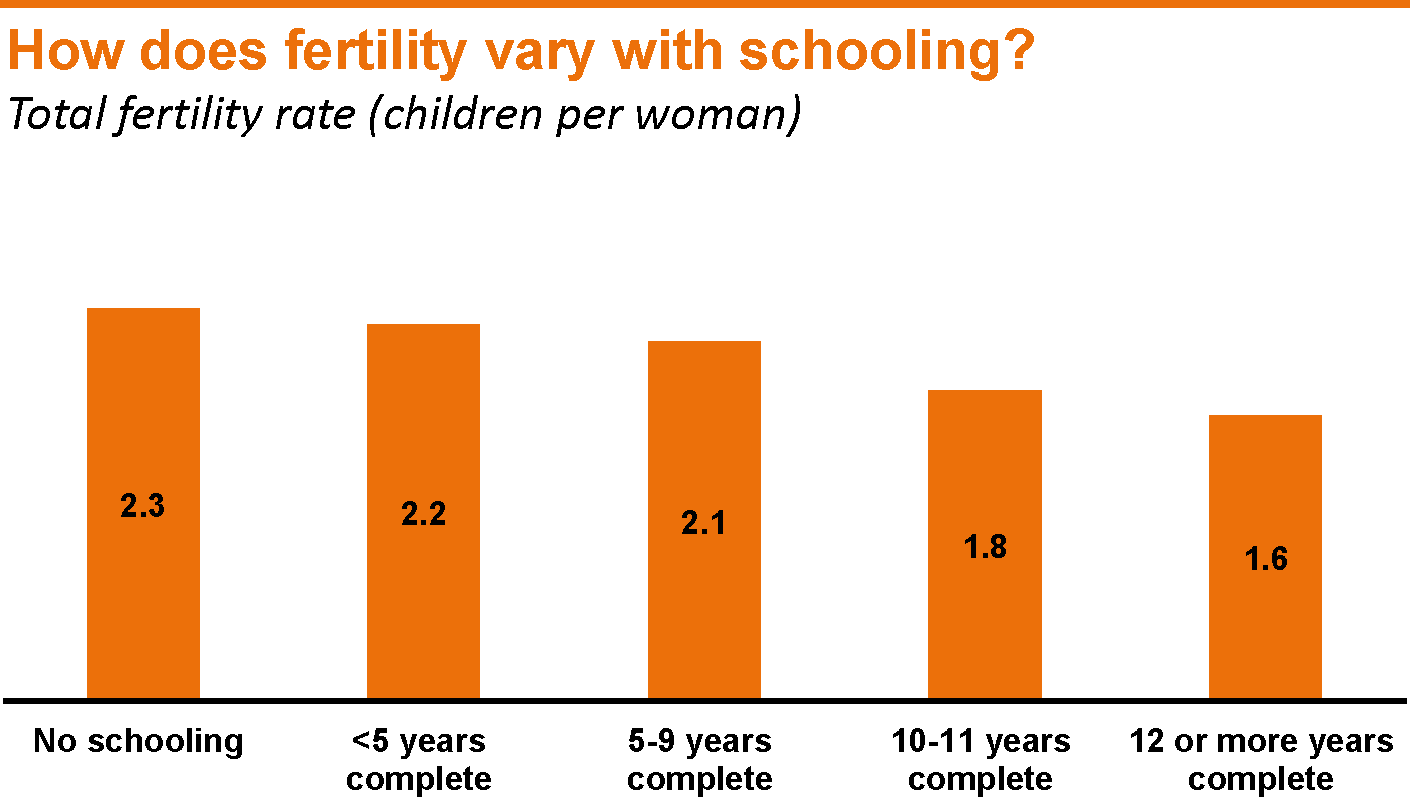 How does fertility vary with schooling?
Total fertility rate (children per woman)
2.3
2.2
2.1
1.8
1.6
No schooling
<5 years
complete
5-9 years
complete
10-11 years
complete
12 or more years
complete